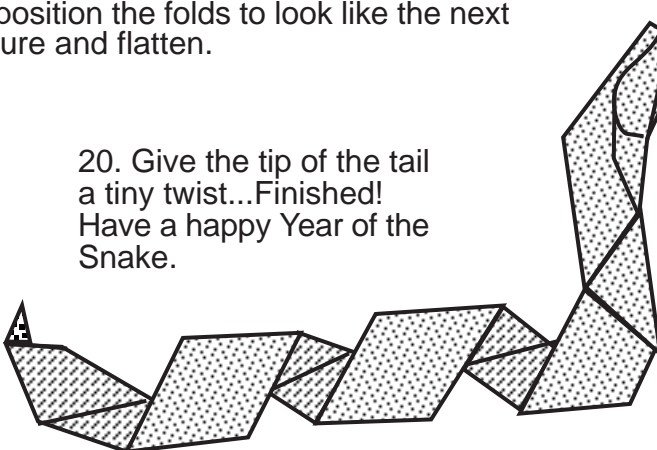 position the folds to look like the next
ure and flatten.
20. Give the tip of the tail
a tiny twist...Finished!
Have a happy Year of the
Snake.